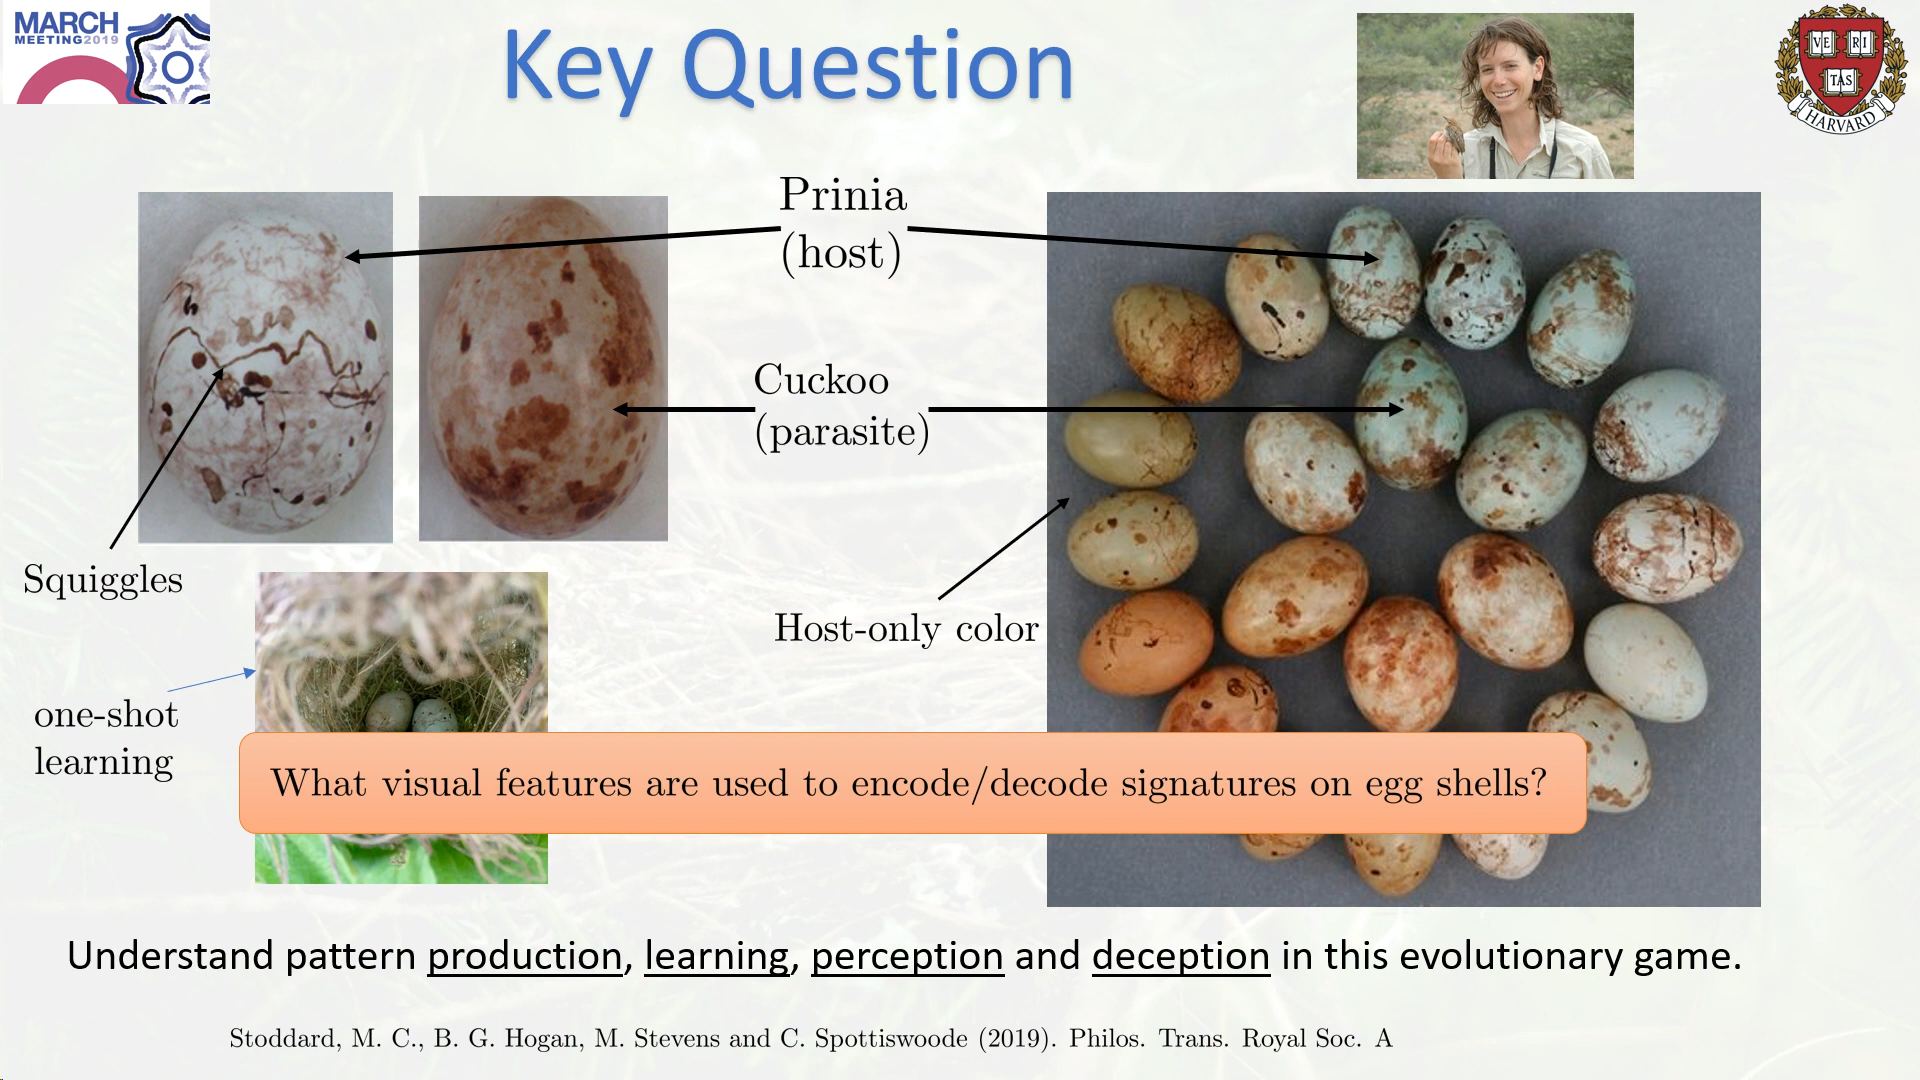 MARCH
MEETING2019
Key Question
VE RI
TAS
HARVARD
Prinia
(host)
Cuckoo
(parasite)
Squiggles
Host-only color
one-shot
learning
What visual features are used to encode/decode signatures on egg shells?
Understand pattern production, learning, perception and deception in this evolutionary game.
Stoddard, M. C., B. G. Hogan, M. Stevens and C. Spottiswoode (2019). Philos. Trans. Royal Soc. A